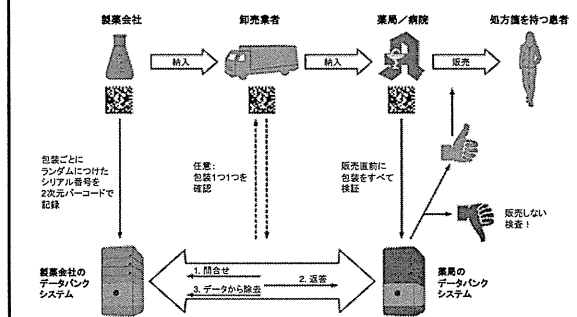 製薬会社
卸売業者
薬局／病院
処方箋を持つ患者
納入
納入
販売
包装ごとに
ランダムにつけた
シリアル番号を
2次元バーコードで
記録
任意：
包装1つ1つを
確認
販売直前に
包装をすべて
検証
販売しない
検査！
製薬会社の
データバンク
システム
1. 問合せ
2. 返答
3. データから除去
薬局の
データバンク
システム